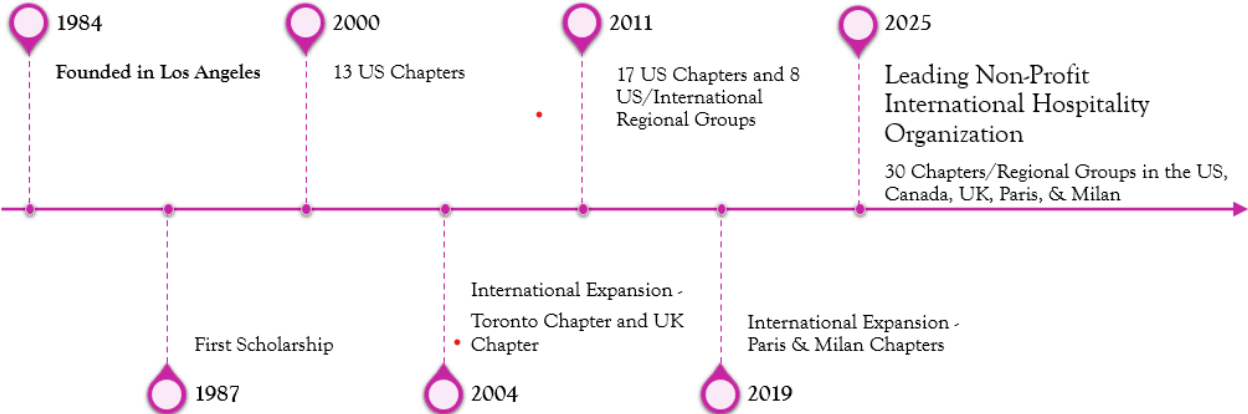 1984
Founded in Los Angeles
2000
13 US Chapters
2011
17 US Chapters and 8
US/International
Regional Groups
2025
Leading Non-Profit
International Hospitality
Organization
30 Chapters/Regional Groups in the US,
Canada, UK, Paris, & Milan
First Scholarship
1987
International Expansion -
Toronto Chapter and UK
Chapter
2004
International Expansion -
Paris & Milan Chapters
2019